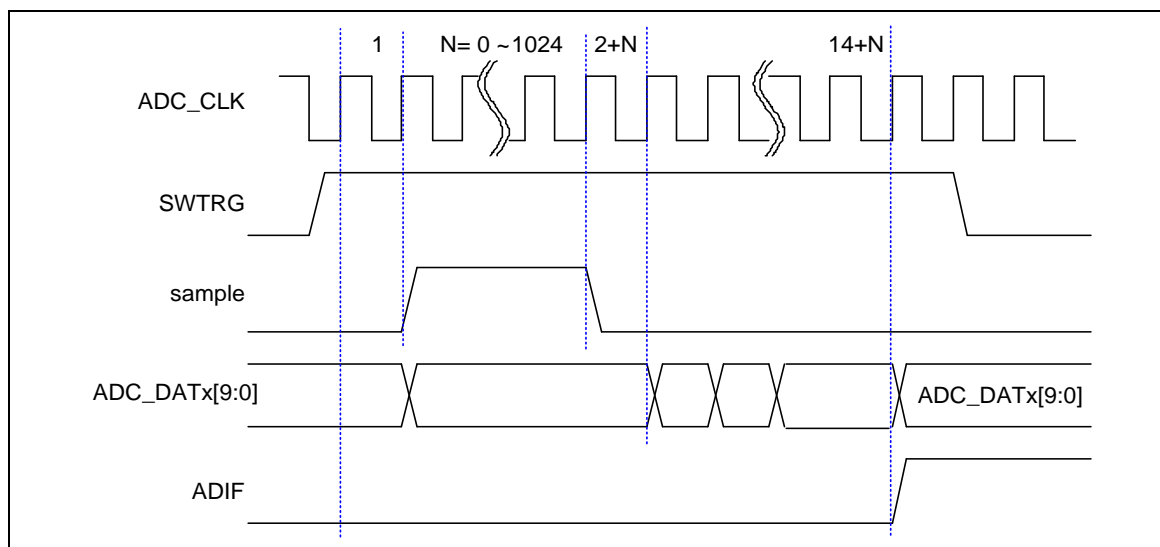 1 N= 0 ~1024 2+N 14+N
ADC_CLK
SWTRG
sample
ADC_DATx[9:0] ADC_DATx[9:0]
ADIF